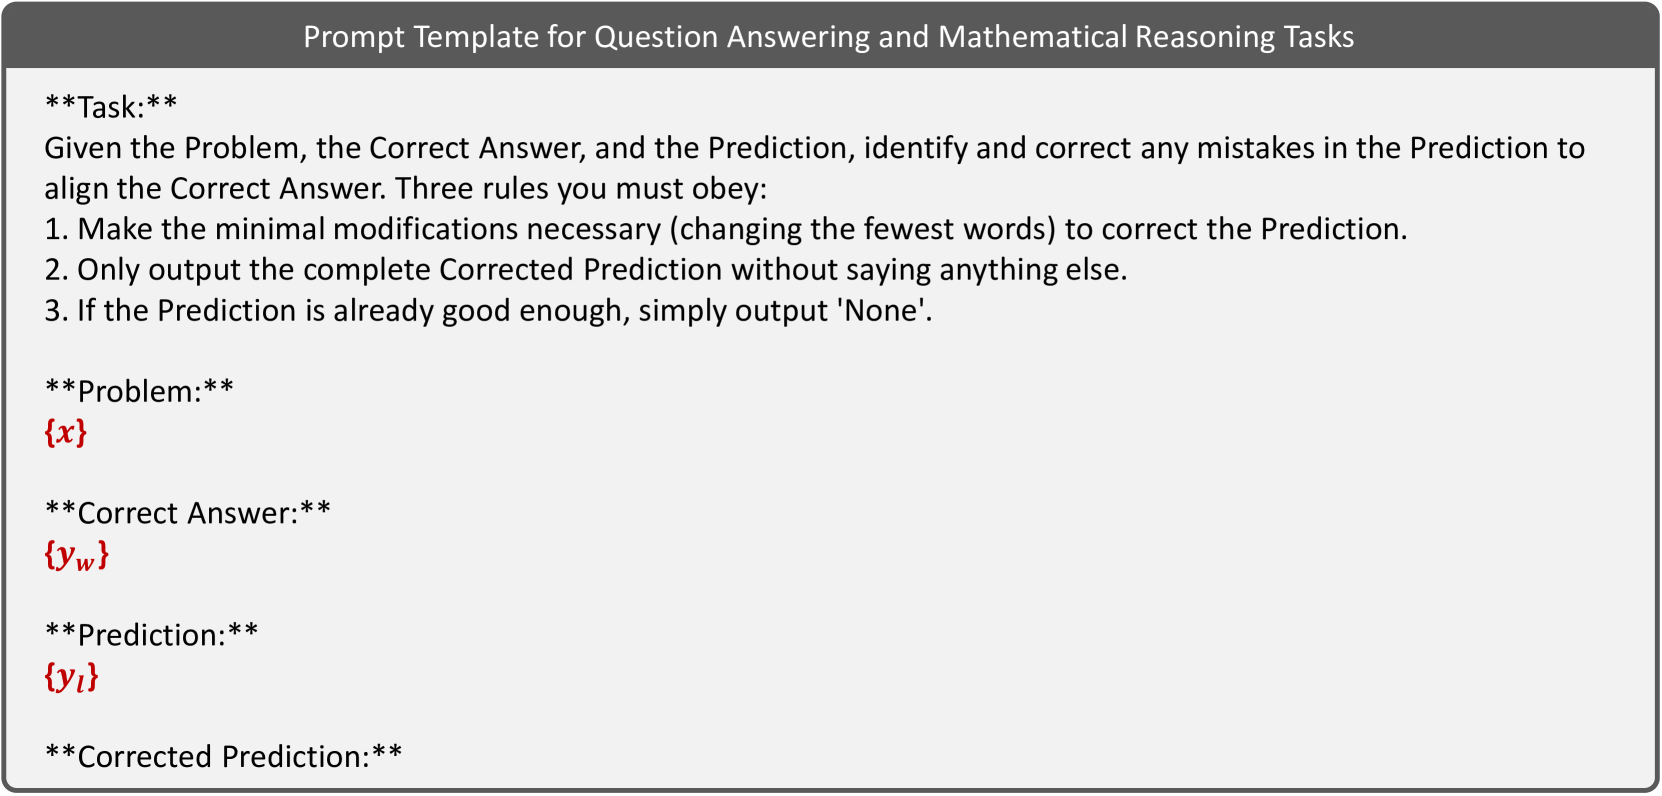 Prompt Template for Question Answering and Mathematical Reasoning Tasks
**Task:**
Given the Problem, the Correct Answer, and the Prediction, identify and correct any mistakes in the Prediction to
align the Correct Answer. Three rules you must obey:
1. Make the minimal modifications necessary (changing the fewest words) to correct the Prediction.
2. Only output the complete Corrected Prediction without saying anything else.
3. If the Prediction is already good enough, simply output 'None'.
**Problem:**
{x}
**Correct Answer:**
{y_w}
**Prediction:**
{y_l}
**Corrected Prediction:**